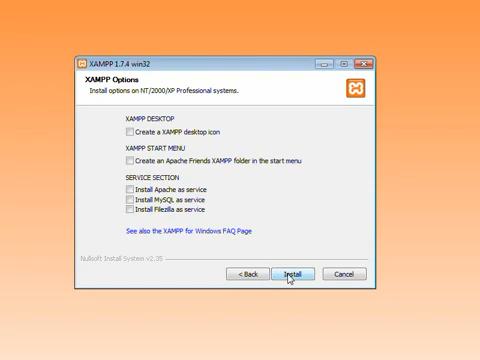 XAMPP 1.7.4 win32
XAMPP Options
Install options on NT/2000/XP Professional systems.
XAMPP DESKTOP
Create a XAMPP desktop icon
XAMPP START MENU
Create an Apache Friends XAMPP folder in the start menu
SERVICE SECTION
Install Apache as service
Install MySQL as service
Install Filezilla as service
See also the XAMPP for Windows FAQ Page
Nullsoft Install System v2.35
< Back Install Cancel